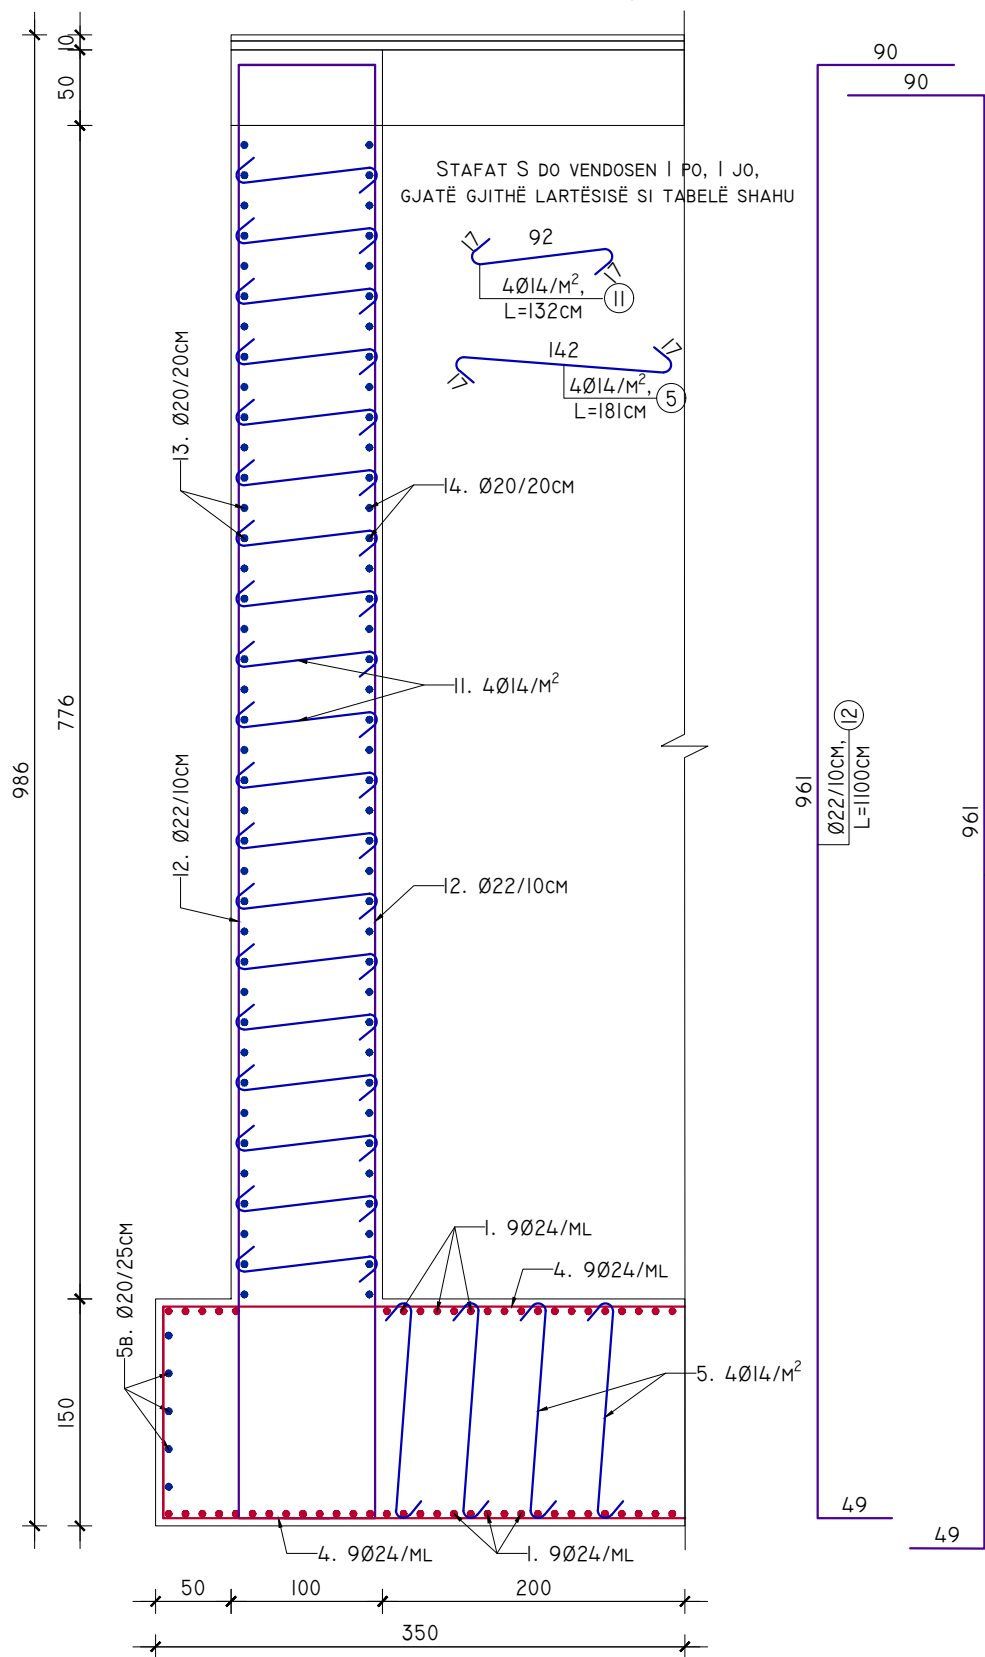 10
50
776
986
150
90
90
STAFAT S DO VENDOSEN 1 PO, 1 JO,
GJATË GJITHË LARTËSISË SI TABELË SHAHU
17
92
17
4Ø14/M²,
11
L=132CM
142
17
17
4Ø14/M²,
5
L=181CM
13. Ø20/20CM
14. Ø20/20CM
11. 4Ø14/M²
12. Ø22/10CM
12. Ø22/10CM
961
Ø22/10CM,
12
L=1100CM
961
1. 9Ø24/ML
4. 9Ø24/ML
5B. Ø20/25CM
5. 4Ø14/M²
49
49
4. 9Ø24/ML
1. 9Ø24/ML
50
100
200
350